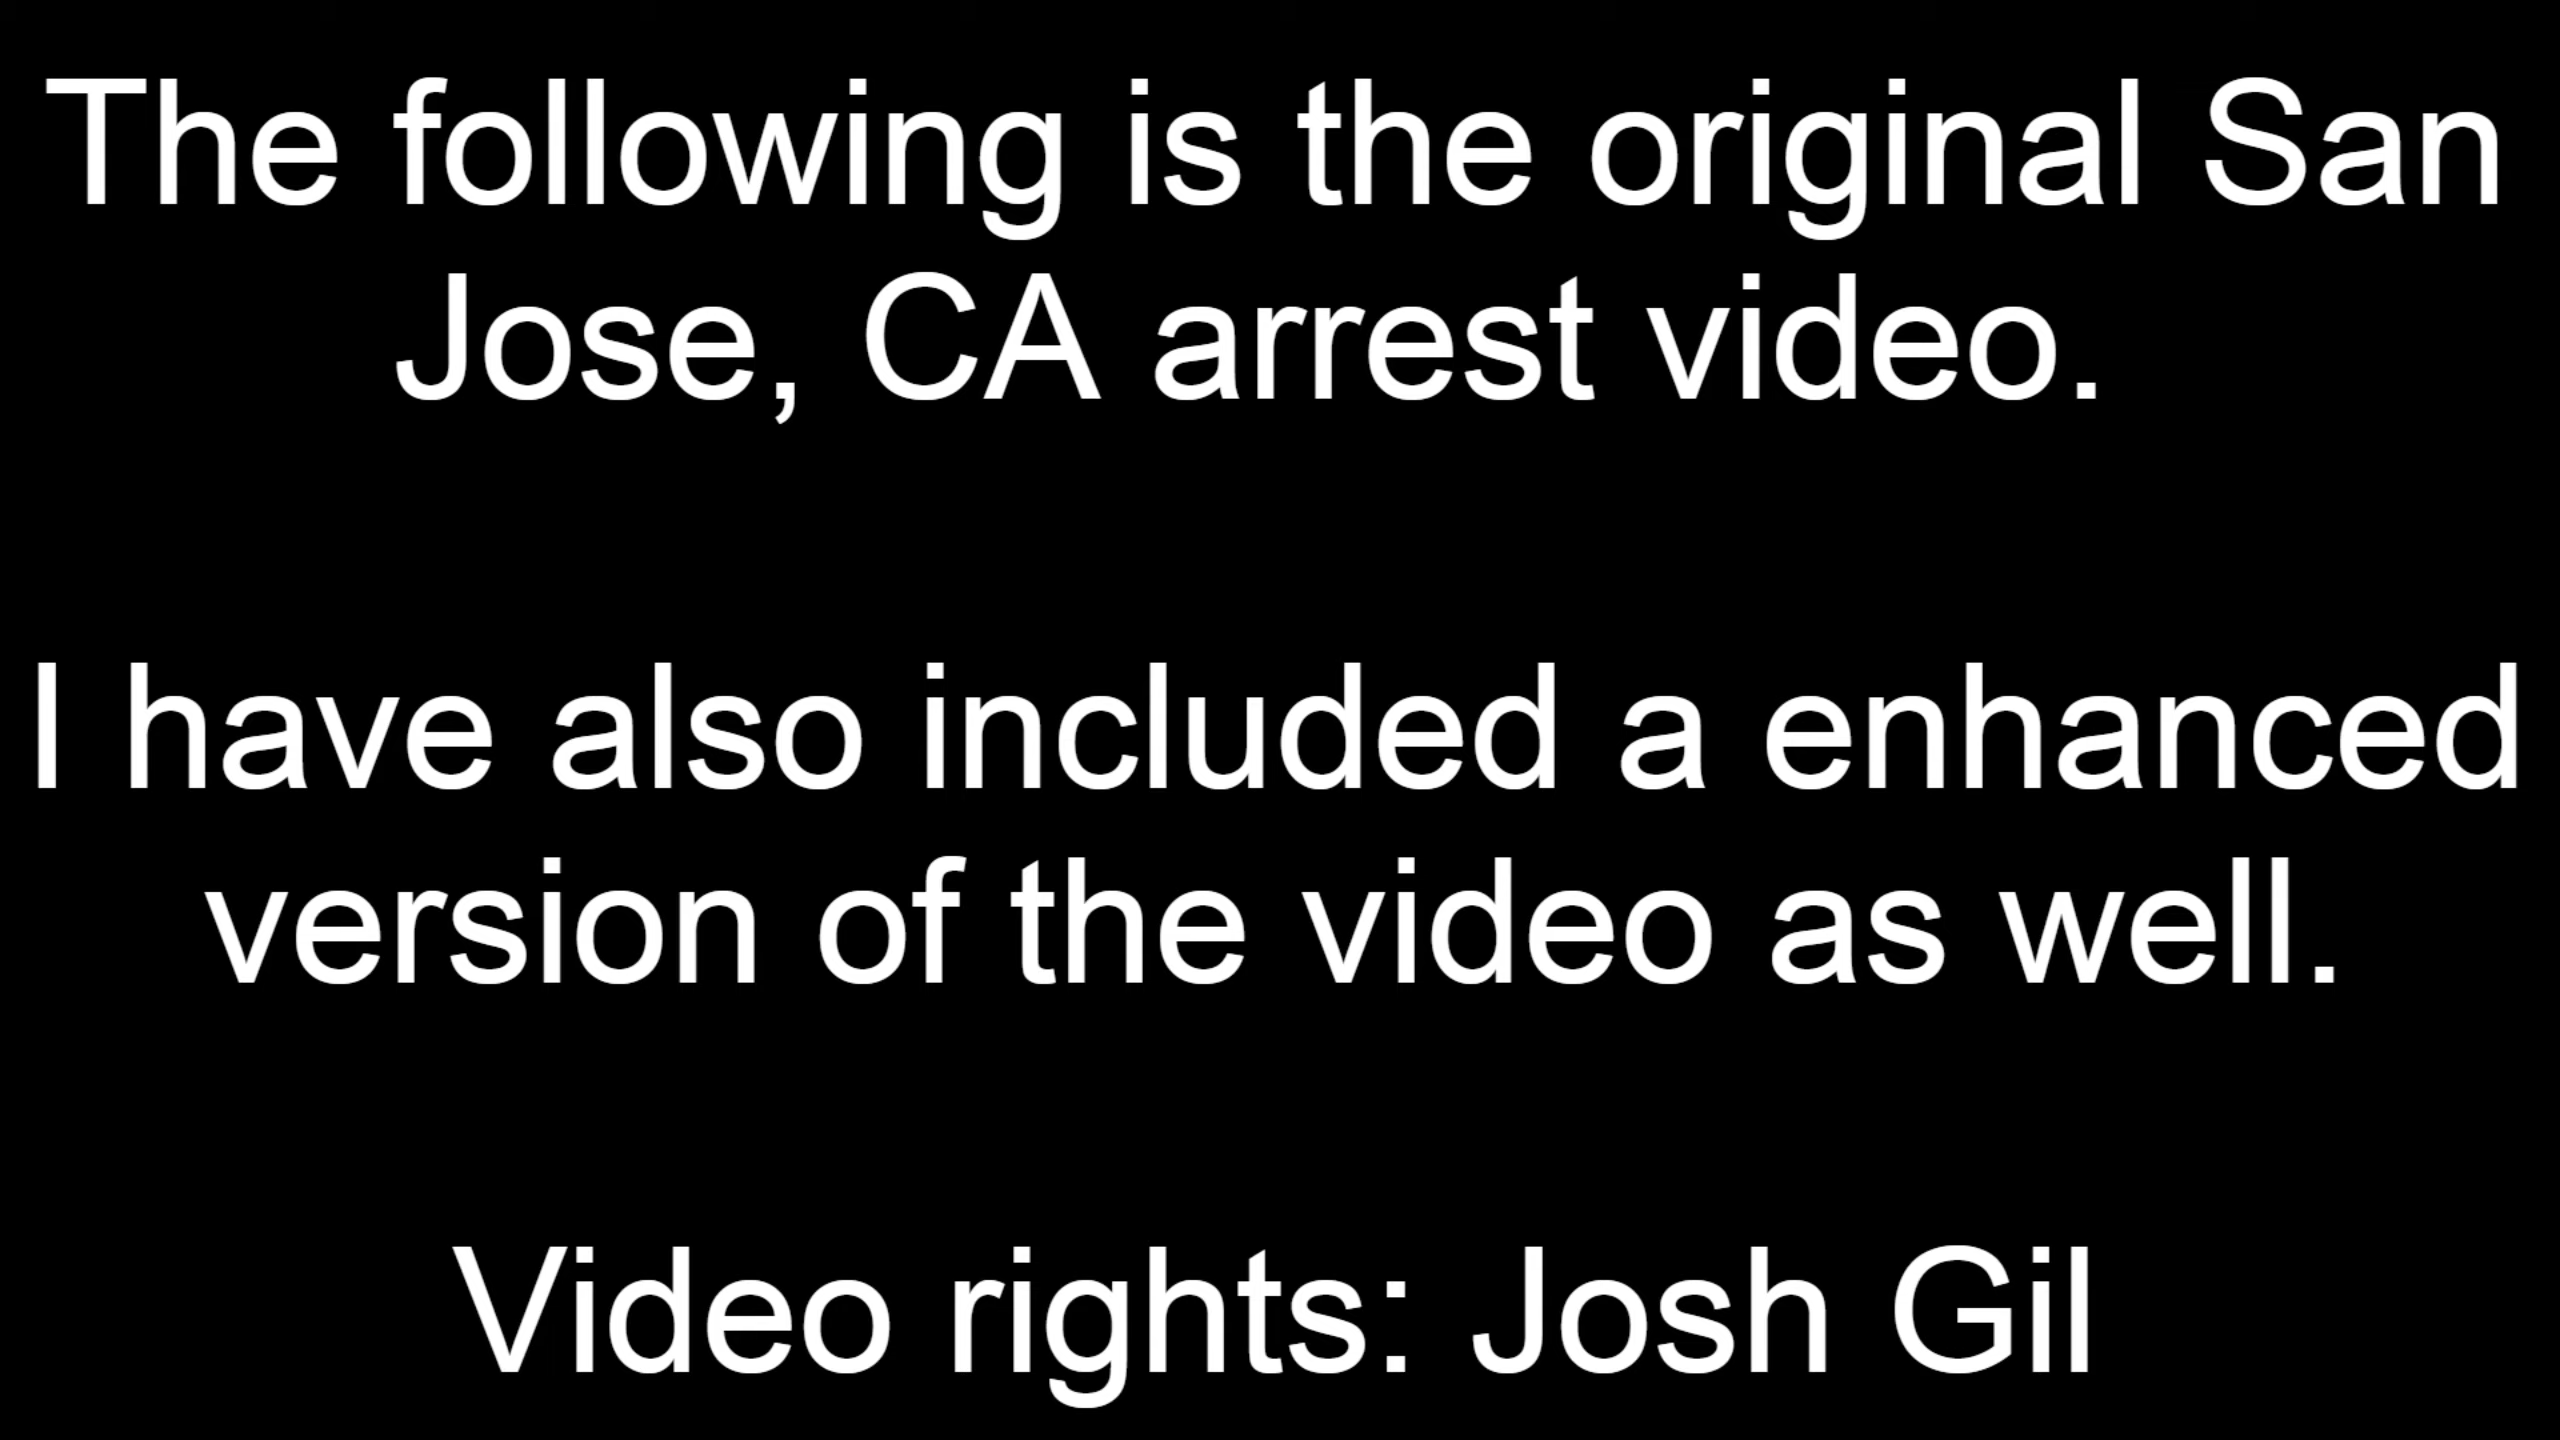 The following is the original San
Jose, CA arrest video.
I have also included a enhanced
version of the video as well.
Video rights: Josh Gil